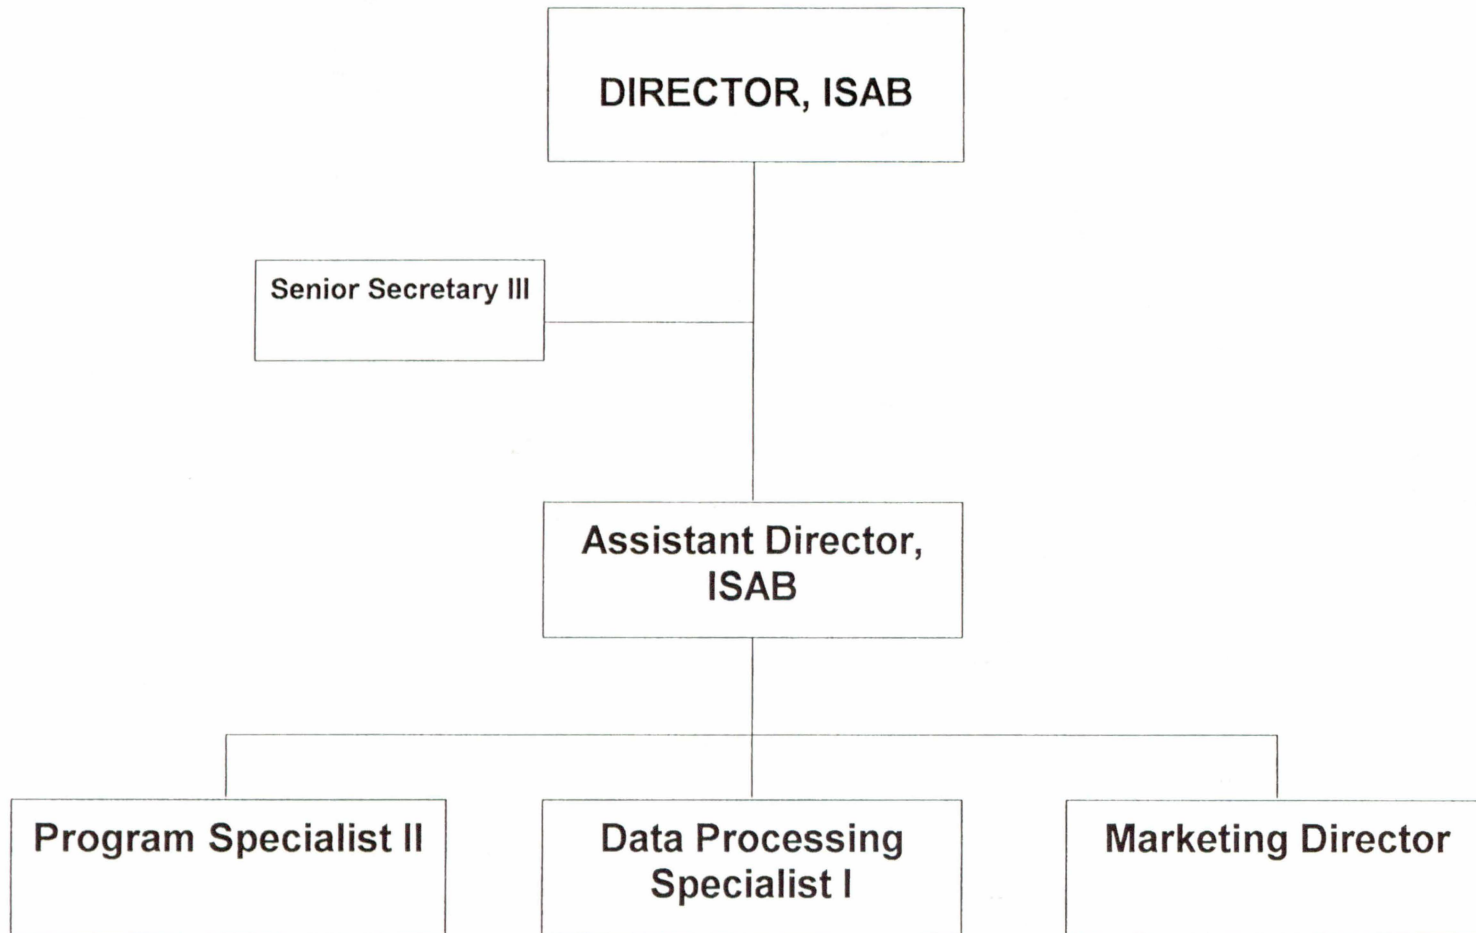 DIRECTOR, ISAB
Senior Secretary III
Assistant Director,
ISAB
Program Specialist II
Data Processing
Specialist I
Marketing Director